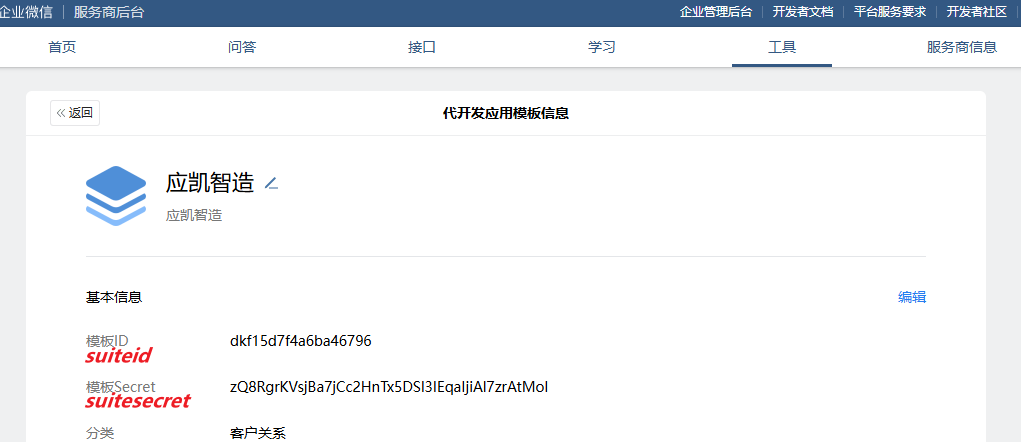 企业微信 服务商后台 企业管理后台 开发者文档 平台服务要求 开发者社区
首页 问答 接口 学习 工具 服务商信息
返回 代开发应用模板信息
应凯智造
应凯智造
基本信息 编辑
模板ID dkf15d7f4a6ba46796
suiteid
模板Secret zQ8RgrKVsjBa7jCc2HnTx5DSI3IEqaIjiAI7zrAtMoI
suitesecret
分类 客户关系